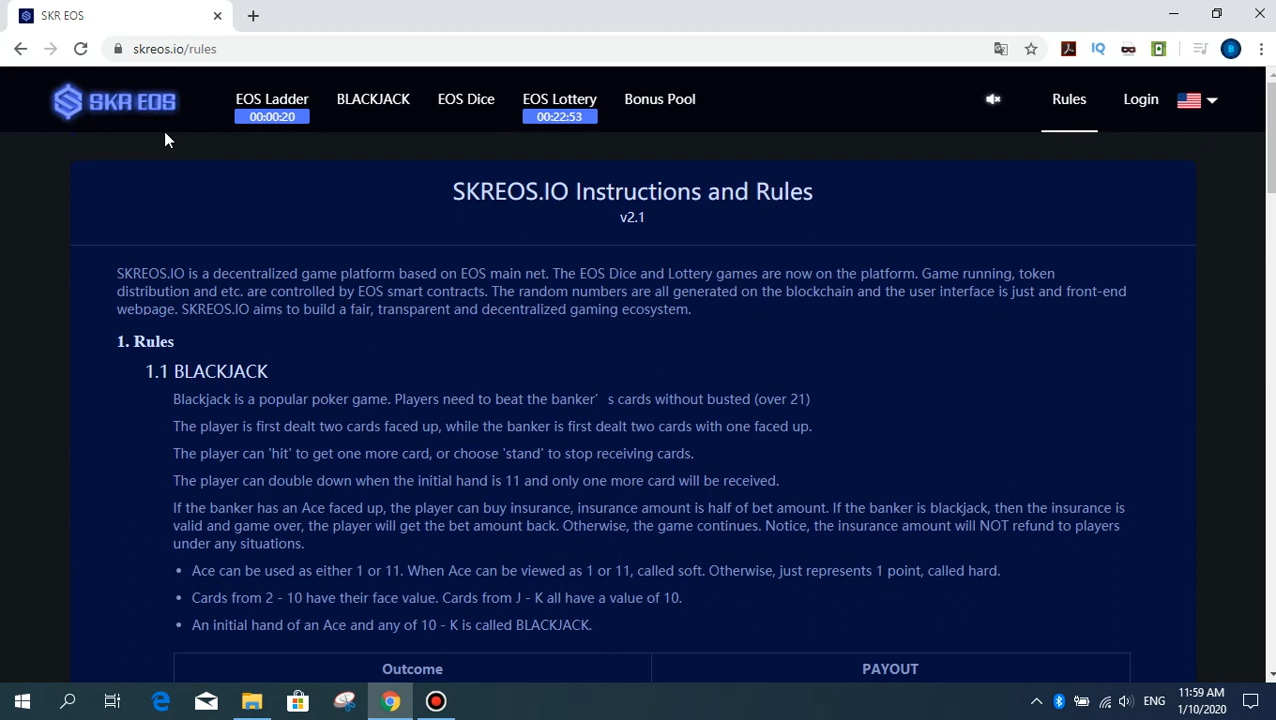 SKR EOS
skreos.io/rules
SKR EOS
EOS Ladder
BLACKJACK
EOS Dice
EOS Lottery
Bonus Pool
Rules
Login
00:00:20
00:22:53
SKREOS.IO Instructions and Rules
v2.1
SKREOS.IO is a decentralized game platform based on EOS main net. The EOS Dice and Lottery games are now on the platform. Game running, token
distribution and etc. are controlled by EOS smart contracts. The random numbers are all generated on the blockchain and the user interface is just and front-end
webpage. SKREOS.IO aims to build a fair, transparent and decentralized gaming ecosystem.
1. Rules
1.1 BLACKJACK
Blackjack is a popular poker game. Players need to beat the banker’ s cards without busted (over 21)
The player is first dealt two cards faced up, while the banker is first dealt two cards with one faced up.
The player can 'hit' to get one more card, or choose 'stand' to stop receiving cards.
The player can double down when the initial hand is 11 and only one more card will be received.
If the banker has an Ace faced up, the player can buy insurance, insurance amount is half of bet amount. If the banker is blackjack, then the insurance is
valid and game over, the player will get the bet amount back. Otherwise, the game continues. Notice, the insurance amount will NOT refund to players
under any situations.
• Ace can be used as either 1 or 11. When Ace can be viewed as 1 or 11, called soft. Otherwise, just represents 1 point, called hard.
• Cards from 2 - 10 have their face value. Cards from J - K all have a value of 10.
• An initial hand of an Ace and any of 10 - K is called BLACKJACK.
Outcome
PAYOUT
IQ
B
ENG
11:59 AM
1/10/2020